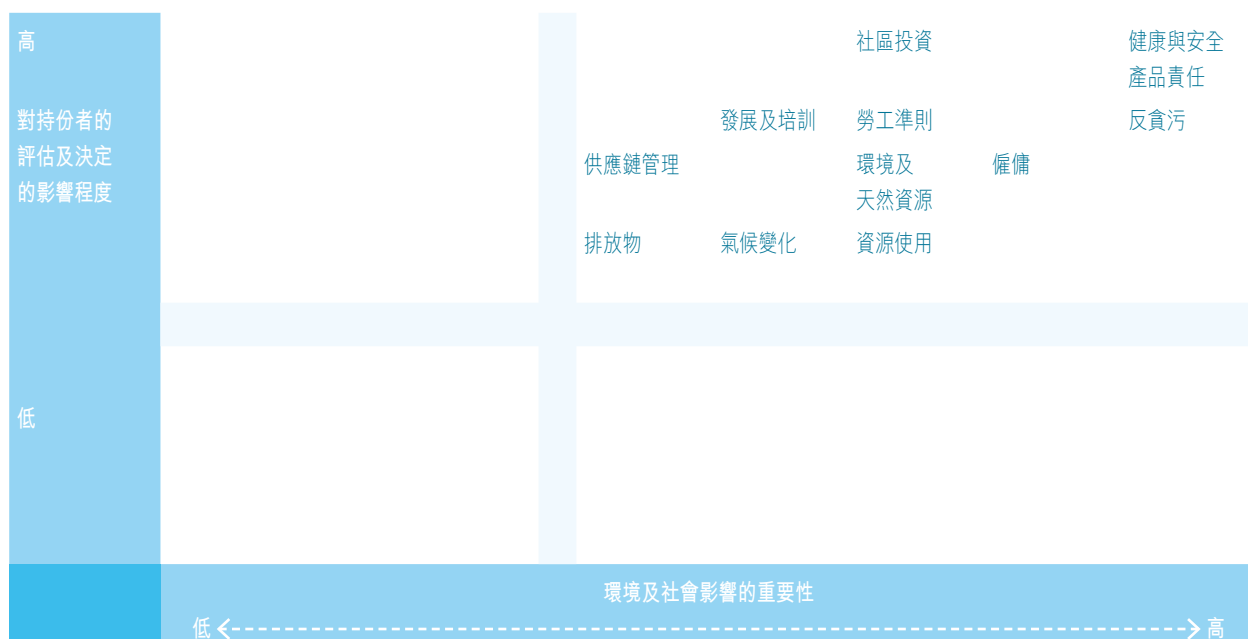 高
社區投資
健康與安全
產品責任
對持份者的
評估及決定
的影響程度
發展及培訓
勞工準則
反貪污
供應鏈管理
環境及
天然資源
僱傭
排放物
氣候變化
資源使用
低
環境及社會影響的重要性
低
高